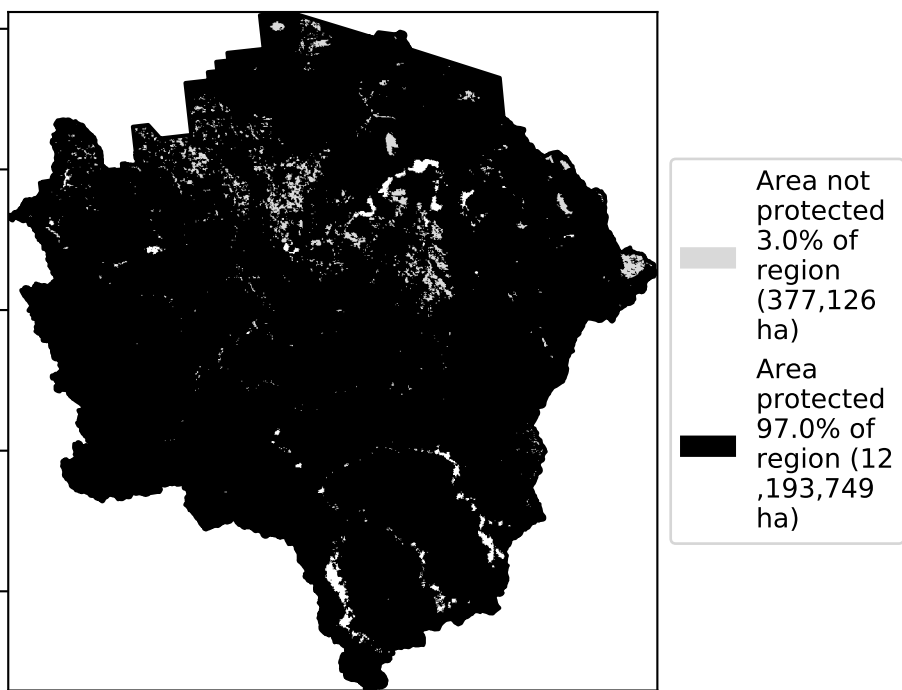 Area not
protected
3.0% of
region
(377,126
ha)
Area
protected
97.0% of
region (12
,193,749
ha)